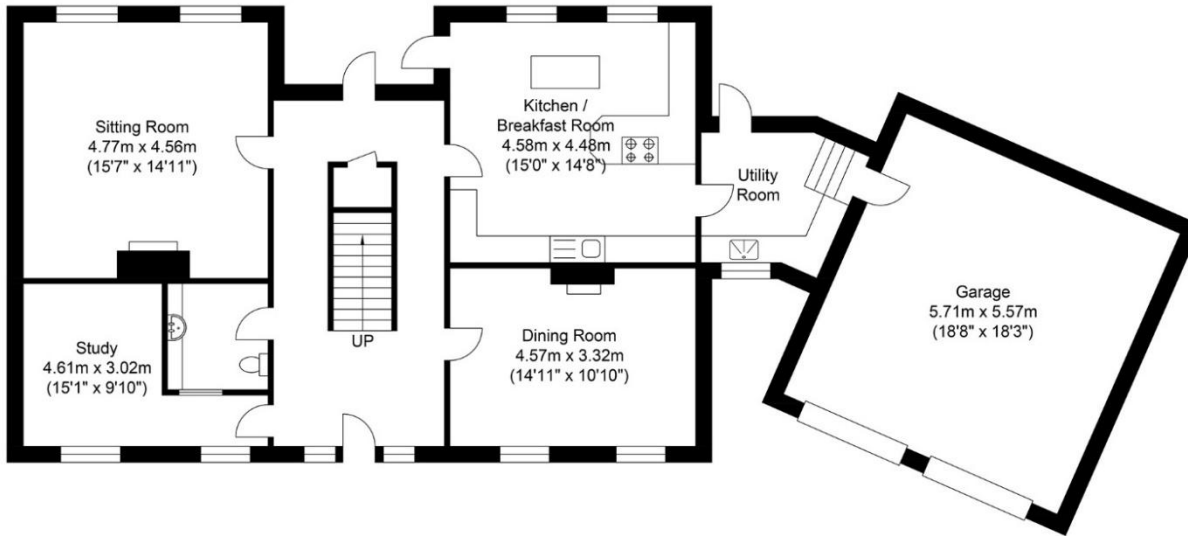 Sitting Room
4.77m x 4.56m
(15'7" x 14'11")
Kitchen /
Breakfast Room
4.58m x 4.48m
(15'0" x 14'8")
Utility
Room
Garage
5.71m x 5.57m
(18'8" x 18'3")
Study
4.61m x 3.02m
(15'1" x 9'10")
UP
Dining Room
4.57m x 3.32m
(14'11" x 10'10")